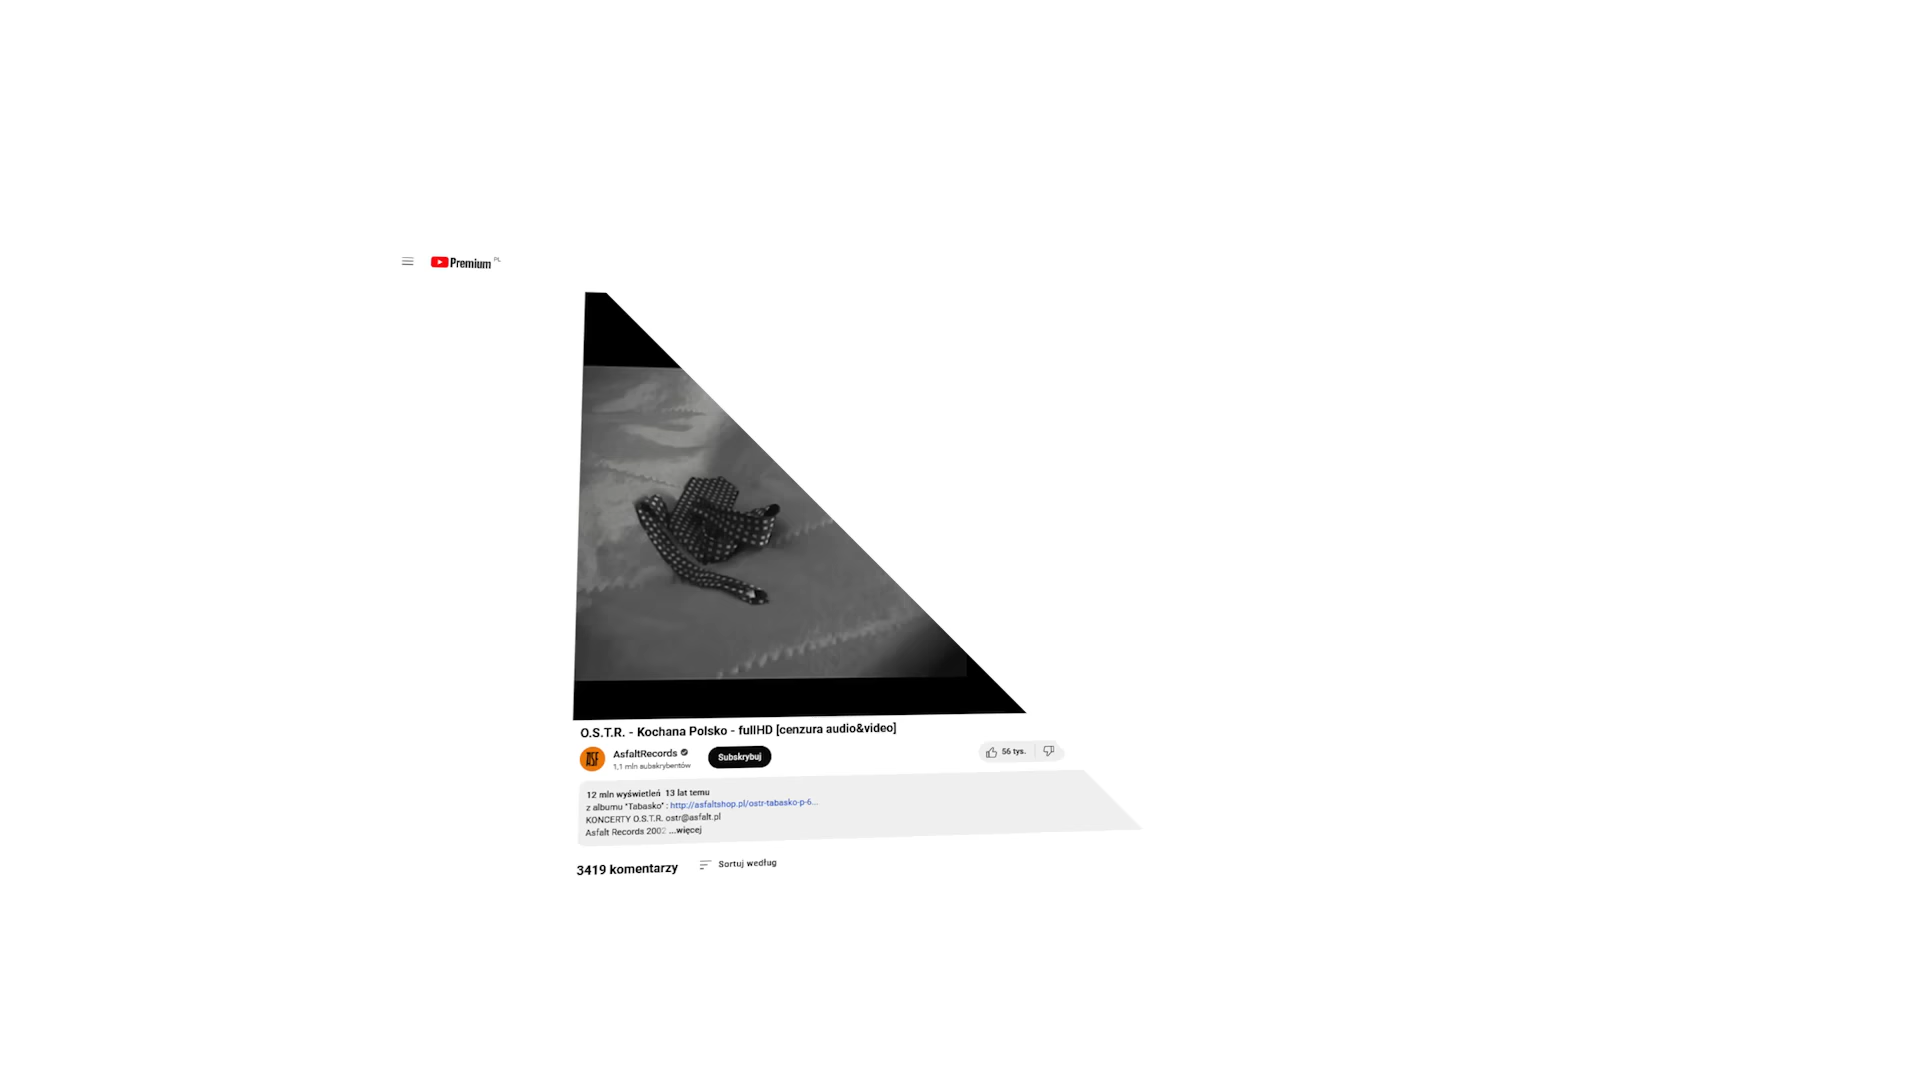 Premium PL
O.S.T.R. - Kochana Polsko - fullHD [cenzura audio&video]
ASF
AsfaltRecords
1,1 mln subskrybentów
Subskrybuj
56 tys.
12 mln wyświetleń 13 lat temu
z albumu "Tabasko" : http://asfaltshop.pl/ostr-tabasko-p-6...
KONCERTY O.S.T.R. ostr@asfalt.pl
Asfalt Records 2002 ...więcej
3419 komentarzy
Sortuj według